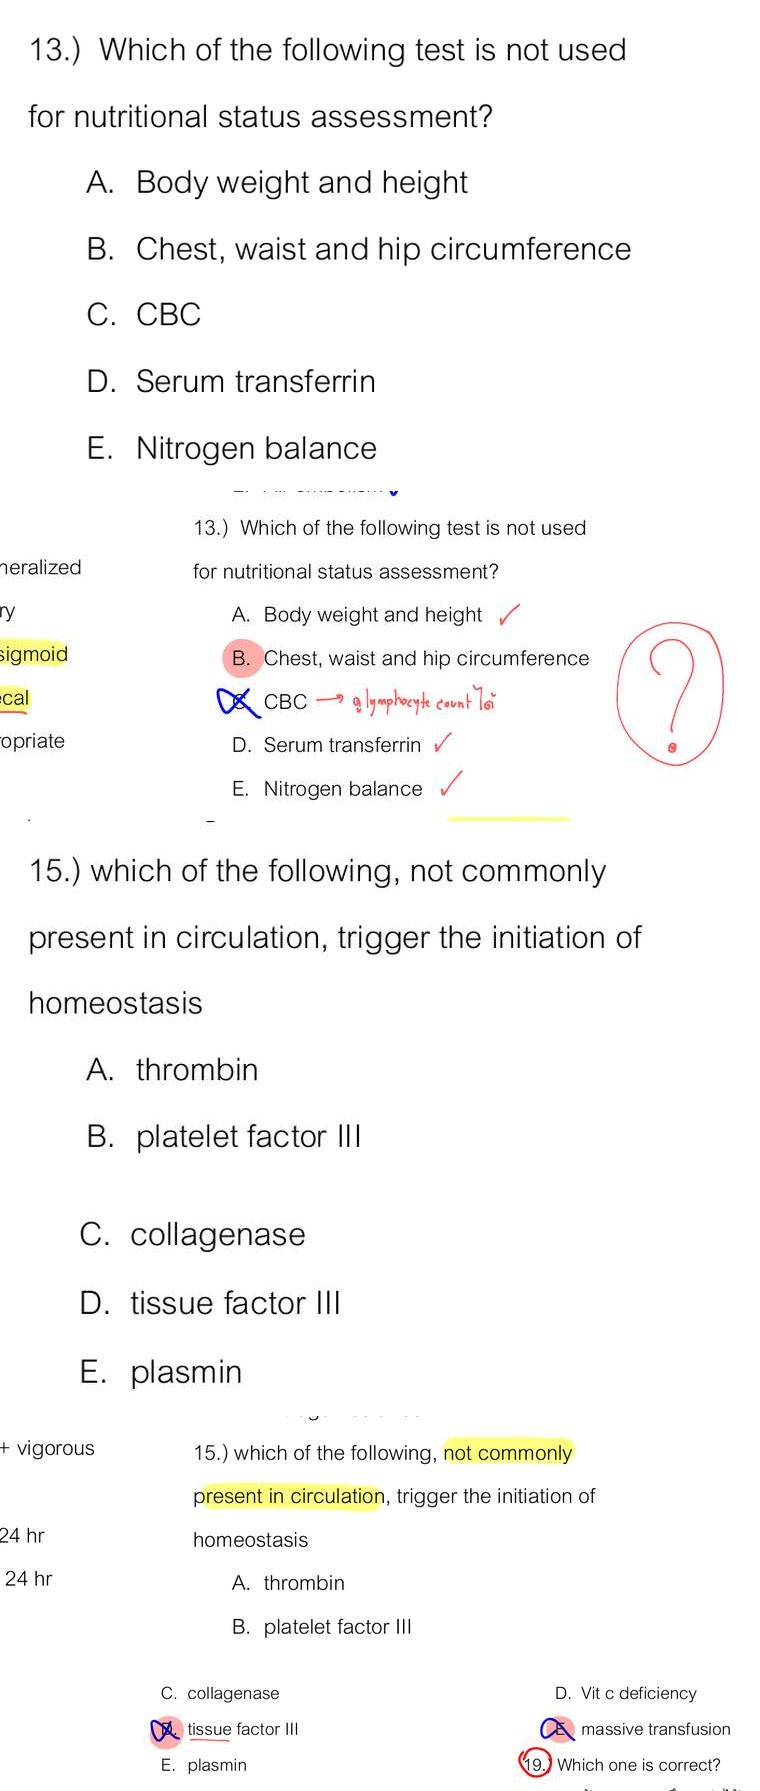 13.) Which of the following test is not used
for nutritional status assessment?
A. Body weight and height
B. Chest, waist and hip circumference
C. CBC
D. Serum transferrin
E. Nitrogen balance
13.) Which of the following test is not used
neralized
for nutritional status assessment?
ry
A. Body weight and height ✓
sigmoid
B. Chest, waist and hip circumference
cal
CBC → ดู lymphocyte count ได้
?
ropriate
D. Serum transferrin ✓
E. Nitrogen balance ✓
15.) which of the following, not commonly
present in circulation, trigger the initiation of
homeostasis
A. thrombin
B. platelet factor III
C. collagenase
D. tissue factor III
E. plasmin
+ vigorous
15.) which of the following, not commonly
present in circulation, trigger the initiation of
24 hr
homeostasis
24 hr
A. thrombin
B. platelet factor III
C. collagenase
D. tissue factor III
E. plasmin
D. Vit c deficiency
E. massive transfusion
19.) Which one is correct?